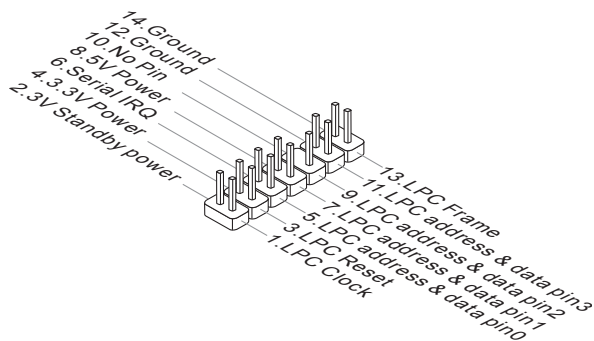 14.Ground
12.Ground
10.No Pin
8.5V Power
6.Serial IRQ
4.3.3V Power
2.3V Standby power
13.LPC Frame
11.LPC address & data pin3
9.LPC address & data pin2
7.LPC address & data pin1
5.LPC address & data pin0
3.LPC Reset
1.LPC Clock